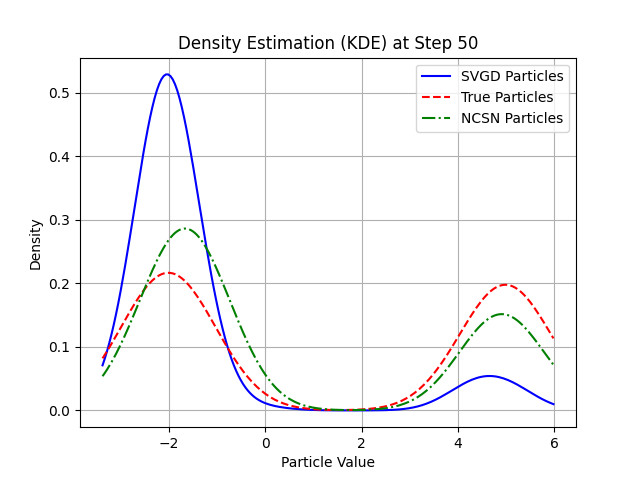 Density Estimation (KDE) at Step 50
SVGD Particles
True Particles
NCSN Particles
Density
0.5
0.4
0.3
0.2
0.1
0.0
−2
0
2
4
6
Particle Value